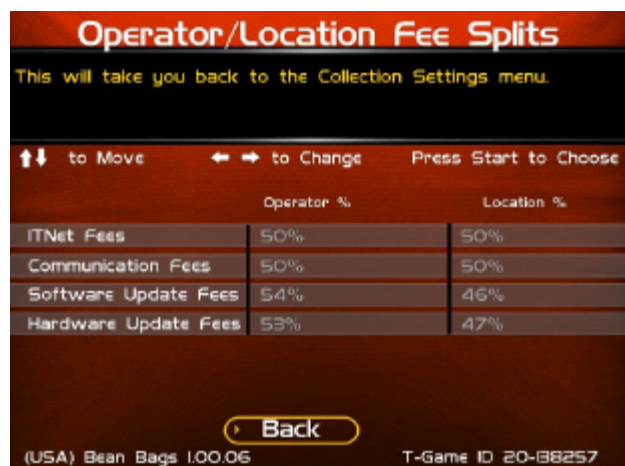 Operator/Location Fee Splits
This will take you back to the Collection Settings menu.
to Move to Change Press Start to Choose
Operator % Location %
ITNet Fees 50% 50%
Communication Fees 50% 50%
Software Update Fees 54% 46%
Hardware Update Fees 53% 47%
Back
(USA) Bean Bags 1.00.06 T-Game ID 20-138257